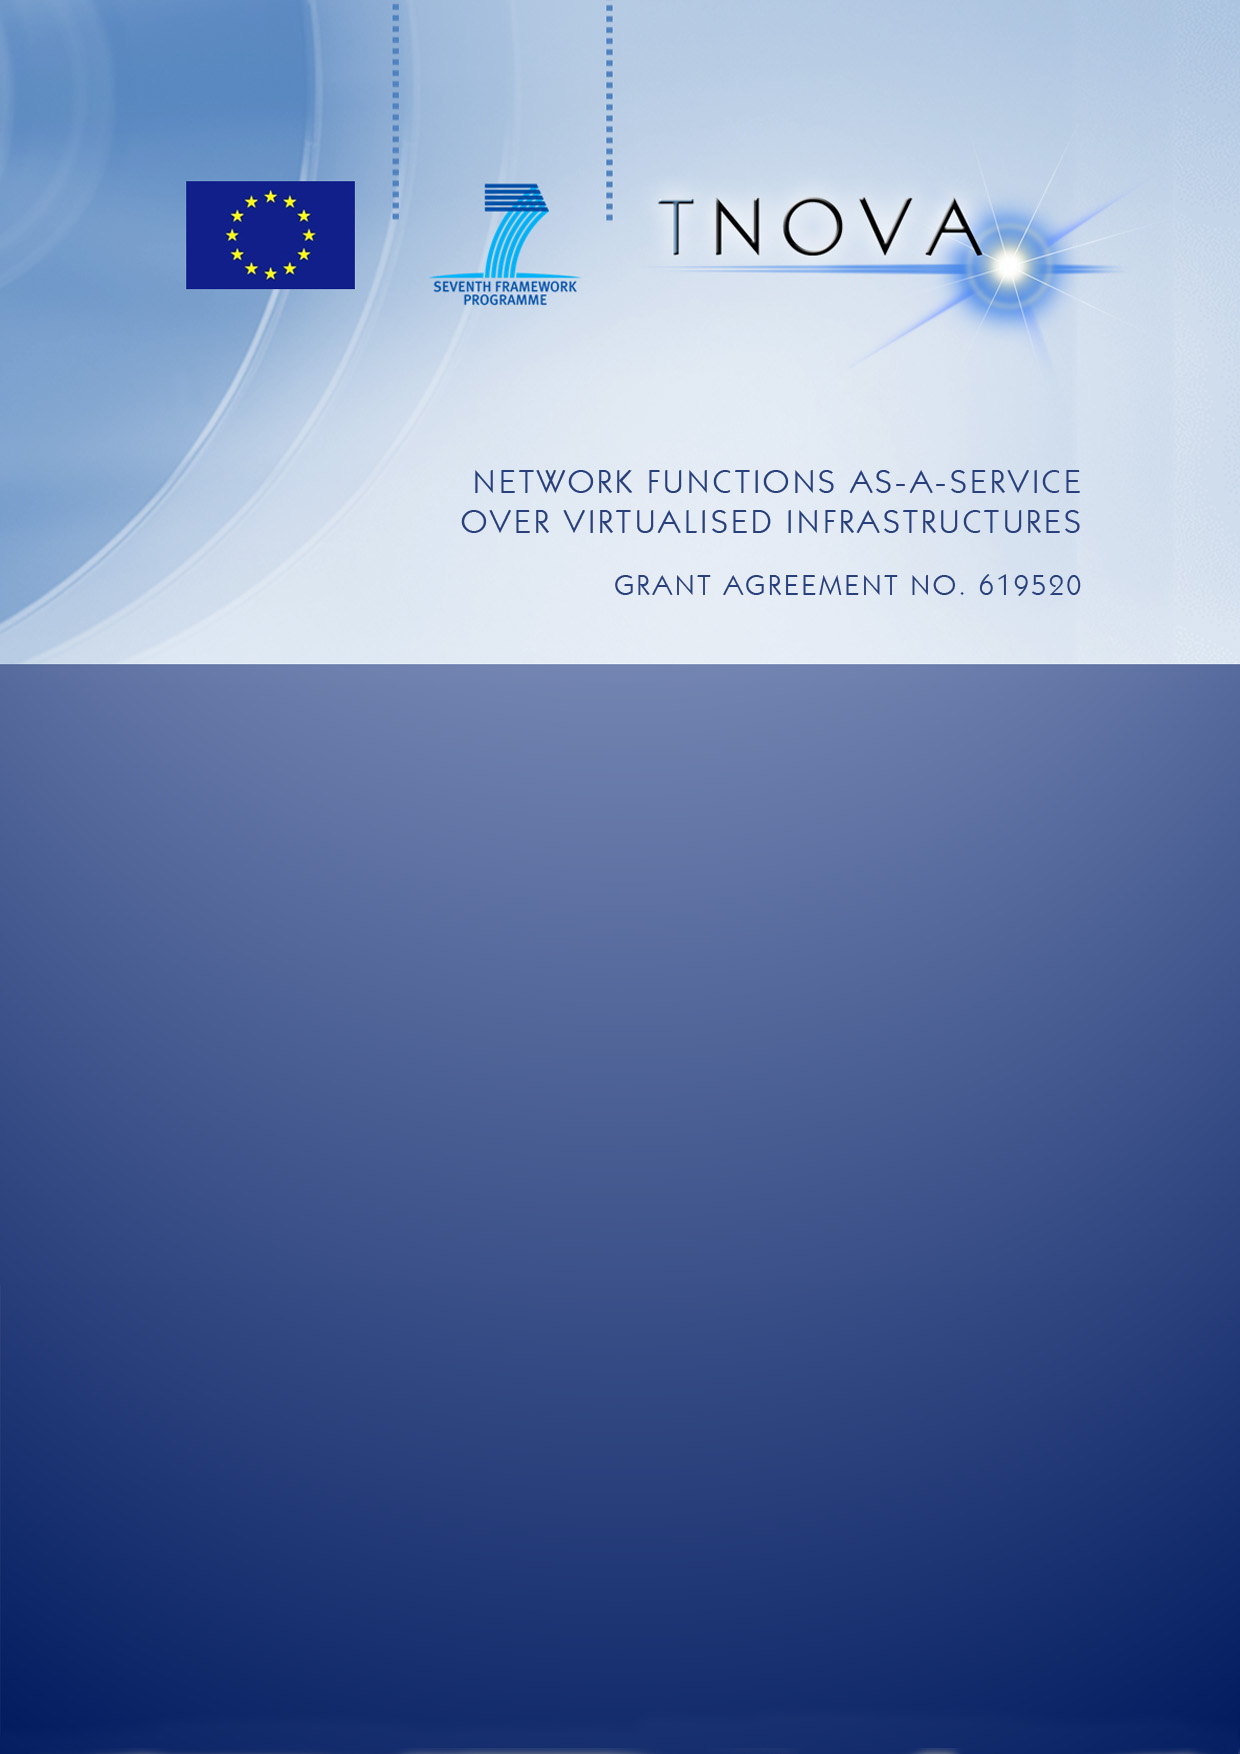 TNOVA
SEVENTH FRAMEWORK
PROGRAMME
NETWORK FUNCTIONS AS-A-SERVICE
OVER VIRTUALISED INFRASTRUCTURES
GRANT AGREEMENT NO. 619520